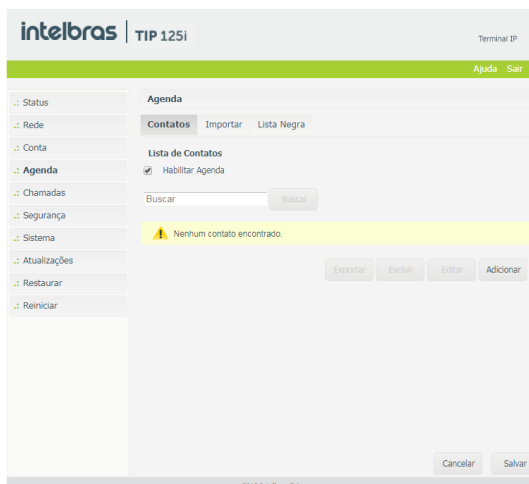 intelbras TIP 125i
Terminal IP
Ajuda Sair
.: Status
.: Rede
.: Conta
.: Agenda
.: Chamadas
.: Segurança
.: Sistema
.: Atualizações
.: Restaurar
.: Reiniciar
Agenda
Contatos Importar Lista Negra
Lista de Contatos
Habilitar Agenda
Buscar Buscar
Nenhum contato encontrado.
Exportar Excluir Editar Adicionar
Cancelar Salvar